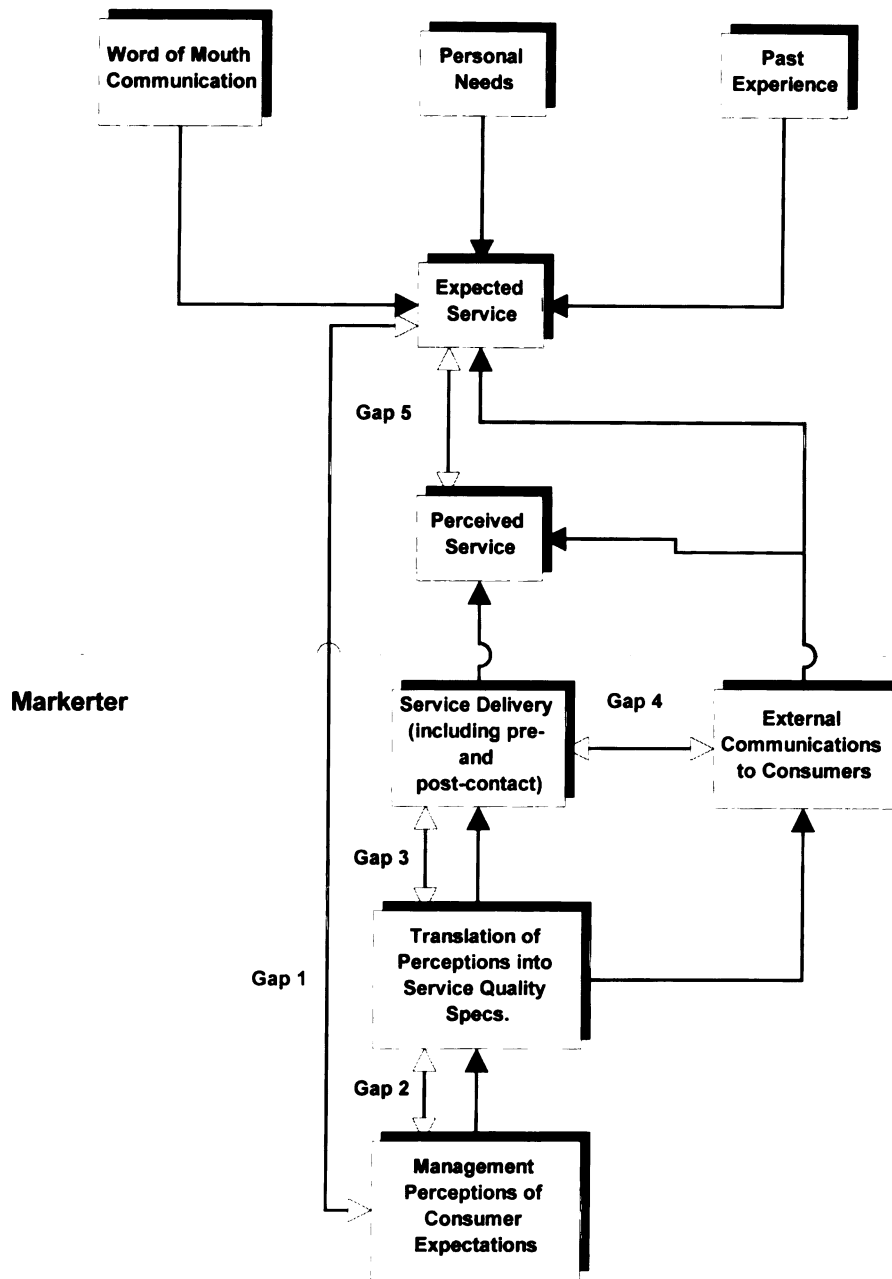 Word of Mouth
Communication
Personal
Needs
Past
Experience
Expected
Service
Gap 5
Perceived
Service
Markerter
Service Delivery
(including pre-
and
post-contact)
Gap 4
External
Communications
to Consumers
Gap 3
Translation of
Perceptions into
Service Quality
Specs.
Gap 1
Gap 2
Management
Perceptions of
Consumer
Expectations